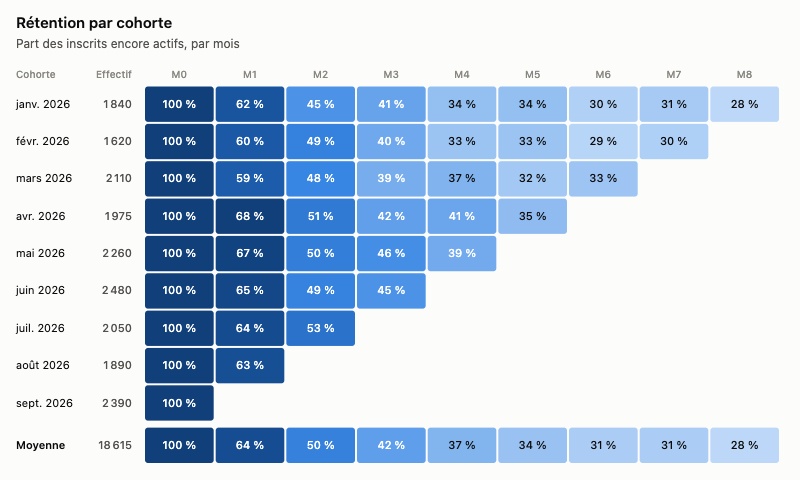 Rétention par cohorte
Part des inscrits encore actifs, par mois
Cohorte Effectif M0 M1 M2 M3 M4 M5 M6 M7 M8
janv. 2026 1 840 100 % 62 % 45 % 41 % 34 % 34 % 30 % 31 % 28 %
févr. 2026 1 620 100 % 60 % 49 % 40 % 33 % 33 % 29 % 30 %
mars 2026 2 110 100 % 59 % 48 % 39 % 37 % 32 % 33 %
avr. 2026 1 975 100 % 68 % 51 % 42 % 41 % 35 %
mai 2026 2 260 100 % 67 % 50 % 46 % 39 %
juin 2026 2 480 100 % 65 % 49 % 45 %
juil. 2026 2 050 100 % 64 % 53 %
août 2026 1 890 100 % 63 %
sept. 2026 2 390 100 %
Moyenne 18 615 100 % 64 % 50 % 42 % 37 % 34 % 31 % 31 % 28 %